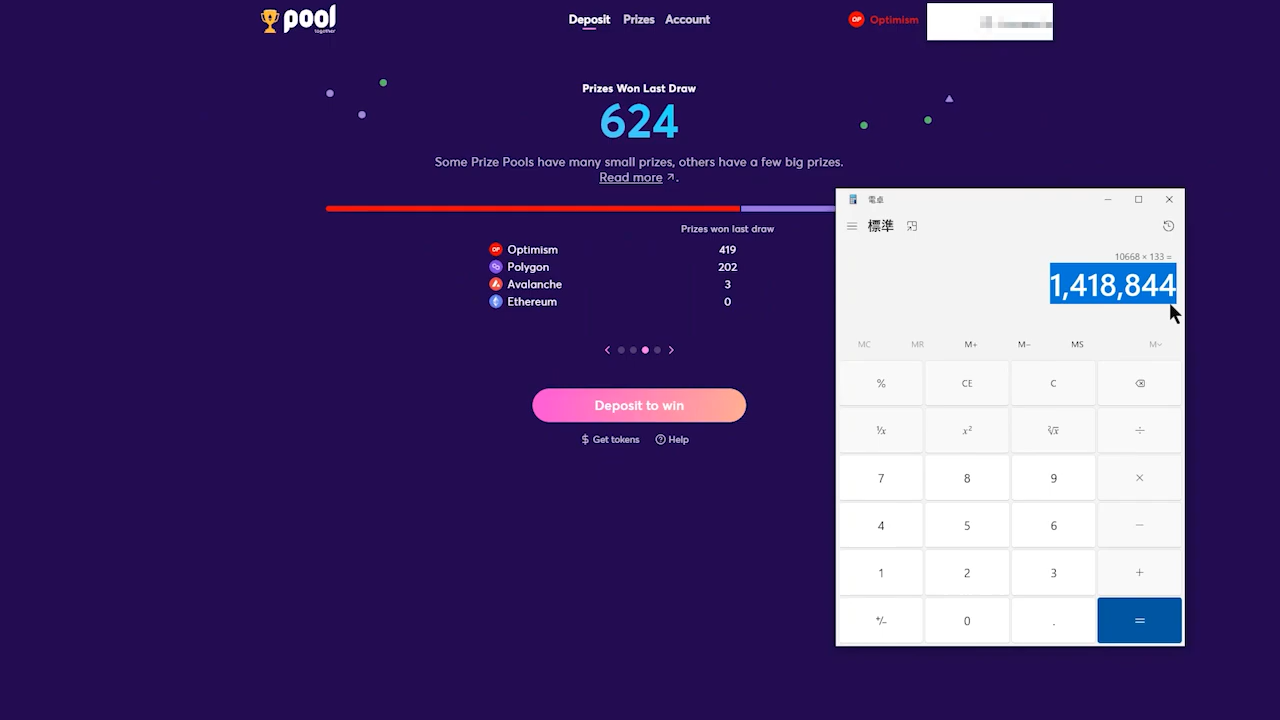 pool
together
Deposit Prizes Account
OP Optimism
Prizes Won Last Draw
624
Some Prize Pools have many small prizes, others have a few big prizes.
Read more ↗.
Prizes won last draw
OP Optimism 419
Polygon 202
Avalanche 3
Ethereum 0
Deposit to win
$ Get tokens ? Help
電卓
標準
10668 × 133 =
1,418,844
MC MR M+ M− MS M˅
% CE C
⅟x x² ²√x ÷
7 8 9 ×
4 5 6 −
1 2 3 +
+/− 0 . =